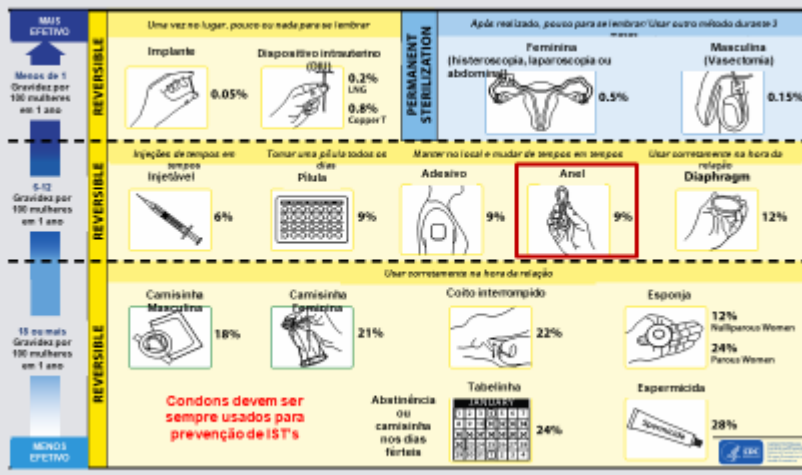 MAIS
EFETIVO
Menos de 1
Gravidez por
100 mulheres
em 1 ano
6-12
Gravidez por
100 mulheres
em 1 ano
18 ou mais
Gravidez por
100 mulheres
em 1 ano
MENOS
EFETIVO
REVERSIBLE
Uma vez no lugar, pouco ou nada para se lembrar
Implante
0.05%
Dispositivo intrauterino
(DIU)
0.2%
LNG
0.8%
Copper T
PERMANENT
STERILIZATION
Após realizado, pouco para se lembrar/Usar outro método durante 3
meses
Feminina
(histeroscopia, laparoscopia ou
abdominal)
0.5%
Masculina
(Vasectomia)
0.15%
REVERSIBLE
Injeções de tempos em
tempos
Injetável
6%
Tomar uma pílula todos os
dias
Pílula
9%
Manter no local e mudar de tempos em tempos
Adesivo
9%
Anel
9%
Usar corretamente na hora da
relação
Diaphragm
12%
REVERSIBLE
Usar corretamente na hora da relação
Camisinha
Masculina
18%
Camisinha
Feminina
21%
Coito interrompido
22%
Esponja
12%
Nulliparous Women
24%
Parous Women
Condons devem ser
sempre usados para
prevenção de IST's
Abstinência
ou
camisinha
nos dias
férteis
Tabelinha
JANUARY
24%
Espermicida
Spermicide
28%
CDC